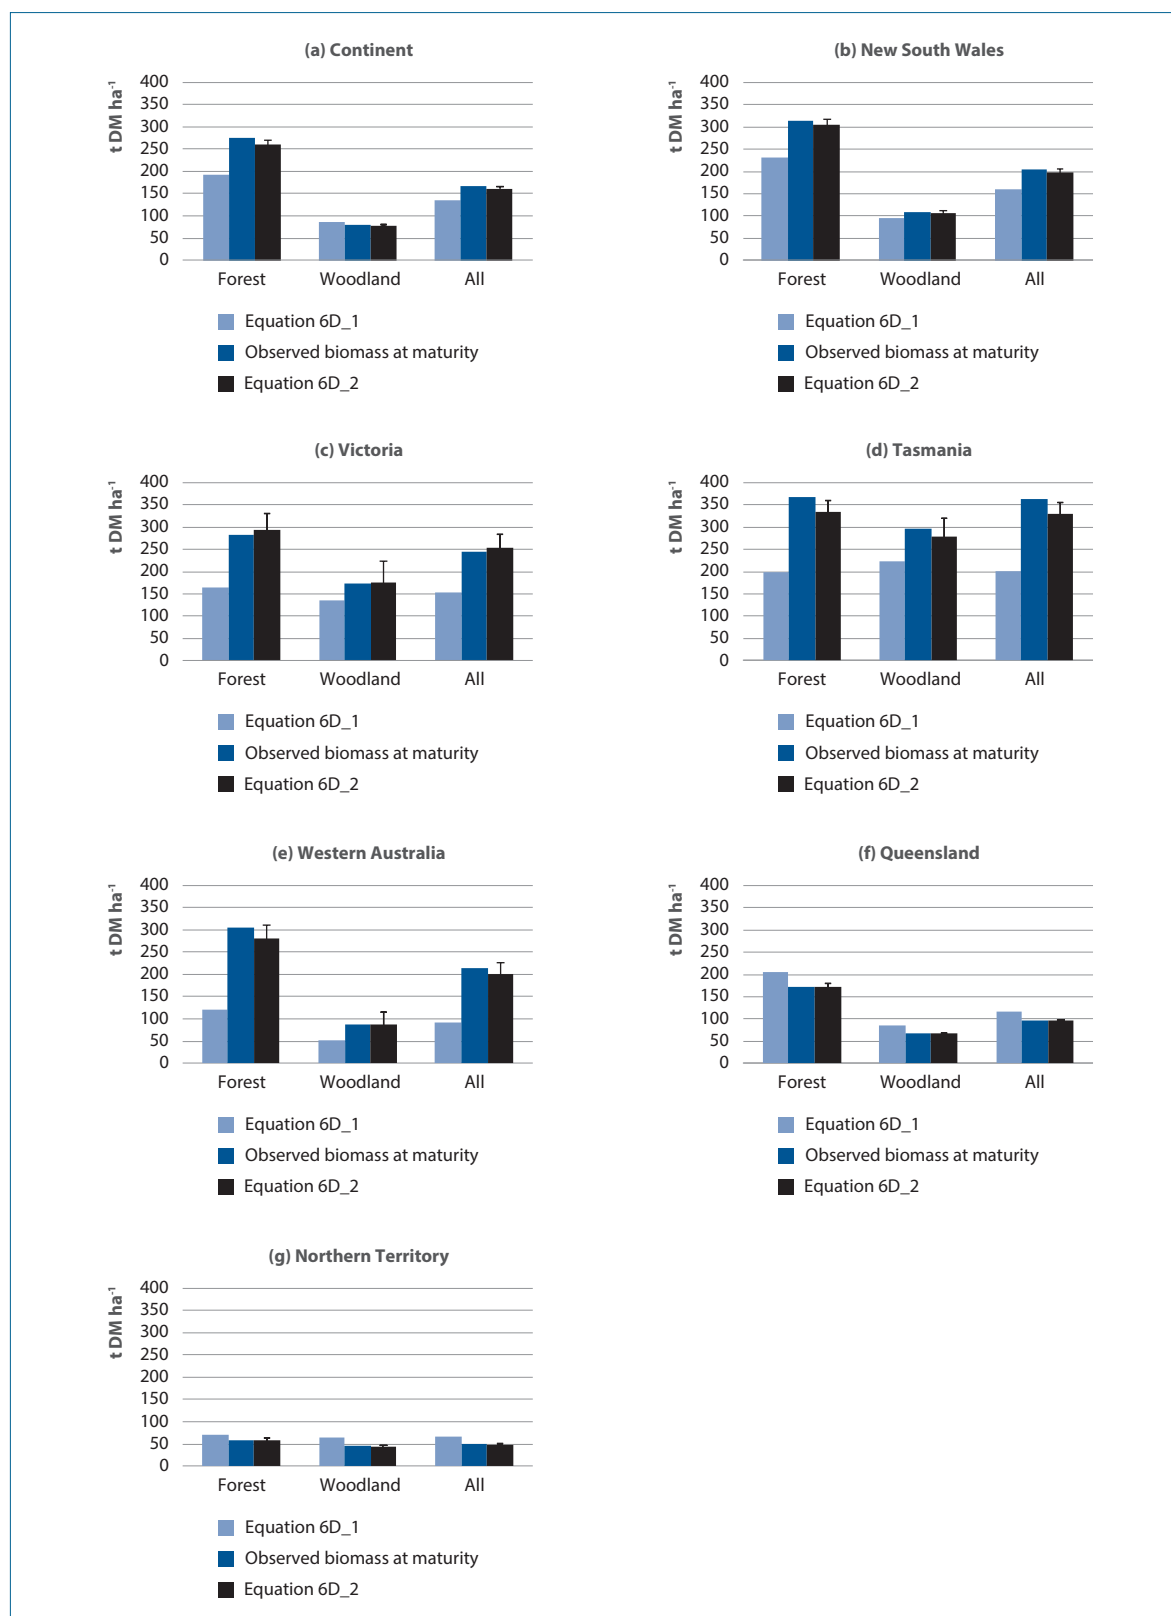 (a) Continent
t DM ha⁻¹
400
350
300
250
200
150
100
50
0
Forest Woodland All
Equation 6D_1
Observed biomass at maturity
Equation 6D_2
(b) New South Wales
t DM ha⁻¹
400
350
300
250
200
150
100
50
0
Forest Woodland All
Equation 6D_1
Observed biomass at maturity
Equation 6D_2
(c) Victoria
t DM ha⁻¹
400
350
300
250
200
150
100
50
0
Forest Woodland All
Equation 6D_1
Observed biomass at maturity
Equation 6D_2
(d) Tasmania
t DM ha⁻¹
400
350
300
250
200
150
100
50
0
Forest Woodland All
Equation 6D_1
Observed biomass at maturity
Equation 6D_2
(e) Western Australia
t DM ha⁻¹
400
350
300
250
200
150
100
50
0
Forest Woodland All
Equation 6D_1
Observed biomass at maturity
Equation 6D_2
(f) Queensland
t DM ha⁻¹
400
350
300
250
200
150
100
50
0
Forest Woodland All
Equation 6D_1
Observed biomass at maturity
Equation 6D_2
(g) Northern Territory
t DM ha⁻¹
400
350
300
250
200
150
100
50
0
Forest Woodland All
Equation 6D_1
Observed biomass at maturity
Equation 6D_2